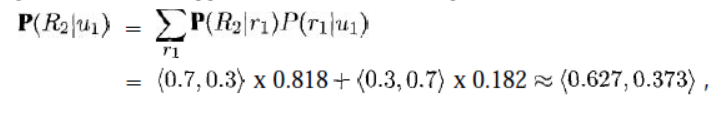 P(R₂|u₁) = ∑ P(R₂|r₁)P(r₁|u₁)
r₁
= ⟨0.7, 0.3⟩ x 0.818 + ⟨0.3, 0.7⟩ x 0.182 ≈ ⟨0.627, 0.373⟩ ,